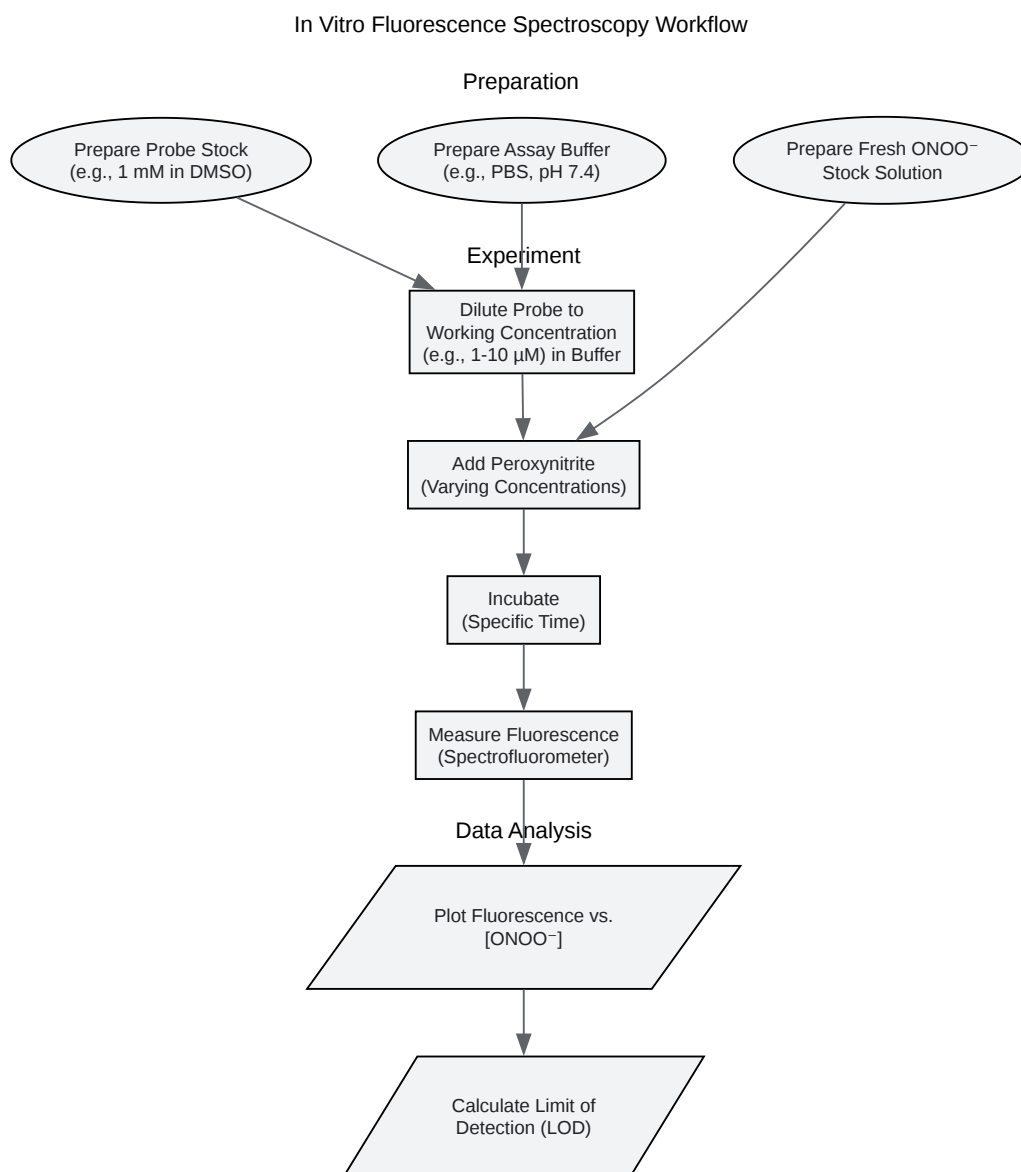 In Vitro Fluorescence Spectroscopy Workflow
Preparation
Prepare Probe Stock
(e.g., 1 mM in DMSO)
Prepare Assay Buffer
(e.g., PBS, pH 7.4)
Prepare Fresh ONOO⁻
Stock Solution
Experiment
Dilute Probe to
Working Concentration
(e.g., 1-10 µM) in Buffer
Add Peroxynitrite
(Varying Concentrations)
Incubate
(Specific Time)
Measure Fluorescence
(Spectrofluorometer)
Data Analysis
Plot Fluorescence vs.
[ONOO⁻]
Calculate Limit of
Detection (LOD)